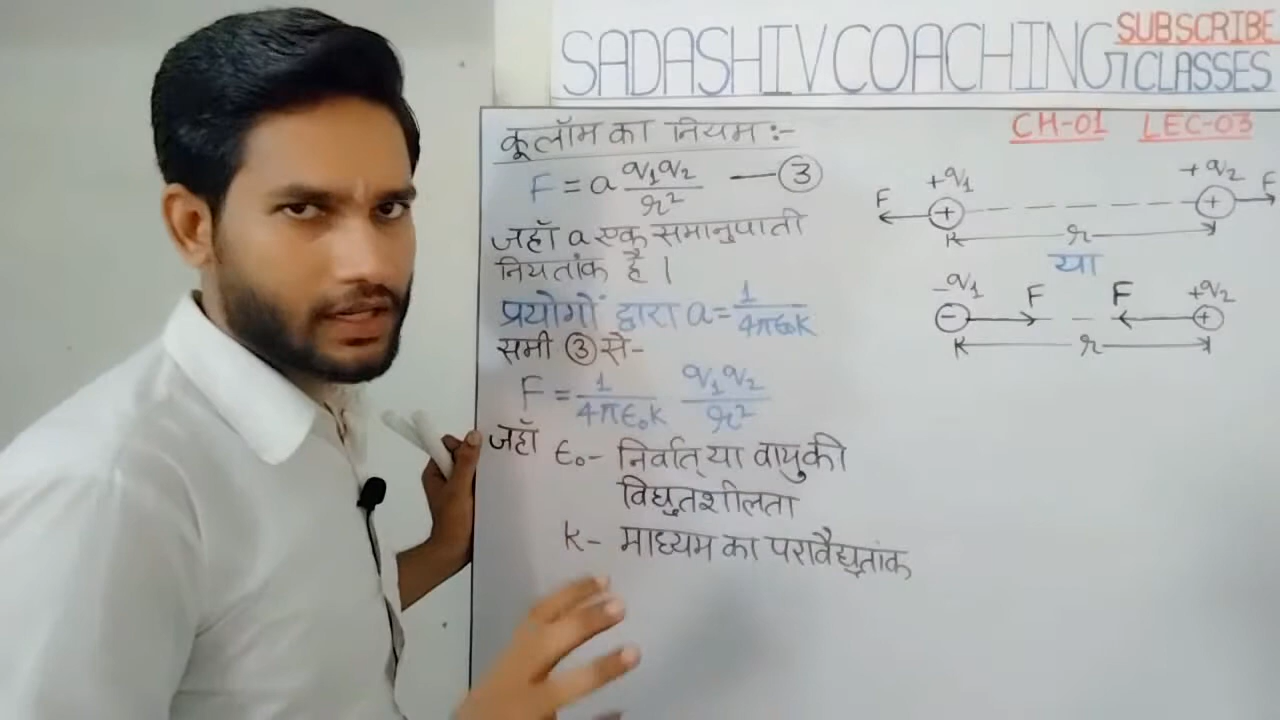 SADASHIV COACHING CLASSES
SUBSCRIBE
CH-01 LEC-03
कूलॉम का नियम :-
F = a q₁q₂/r² —③
जहाँ a एक समानुपाती
नियतांक है।
प्रयोगों द्वारा a = 1/4πε₀K
समी ③ से-
F = 1/4πε₀K q₁q₂/r²
जहाँ ε₀- निर्वात् या वायु की
विद्युतशीलता
K- माध्यम का परावैद्युतांक
+q₁ +q₂
F + + F
r
या
-q₁ F F +q₂
- +
r